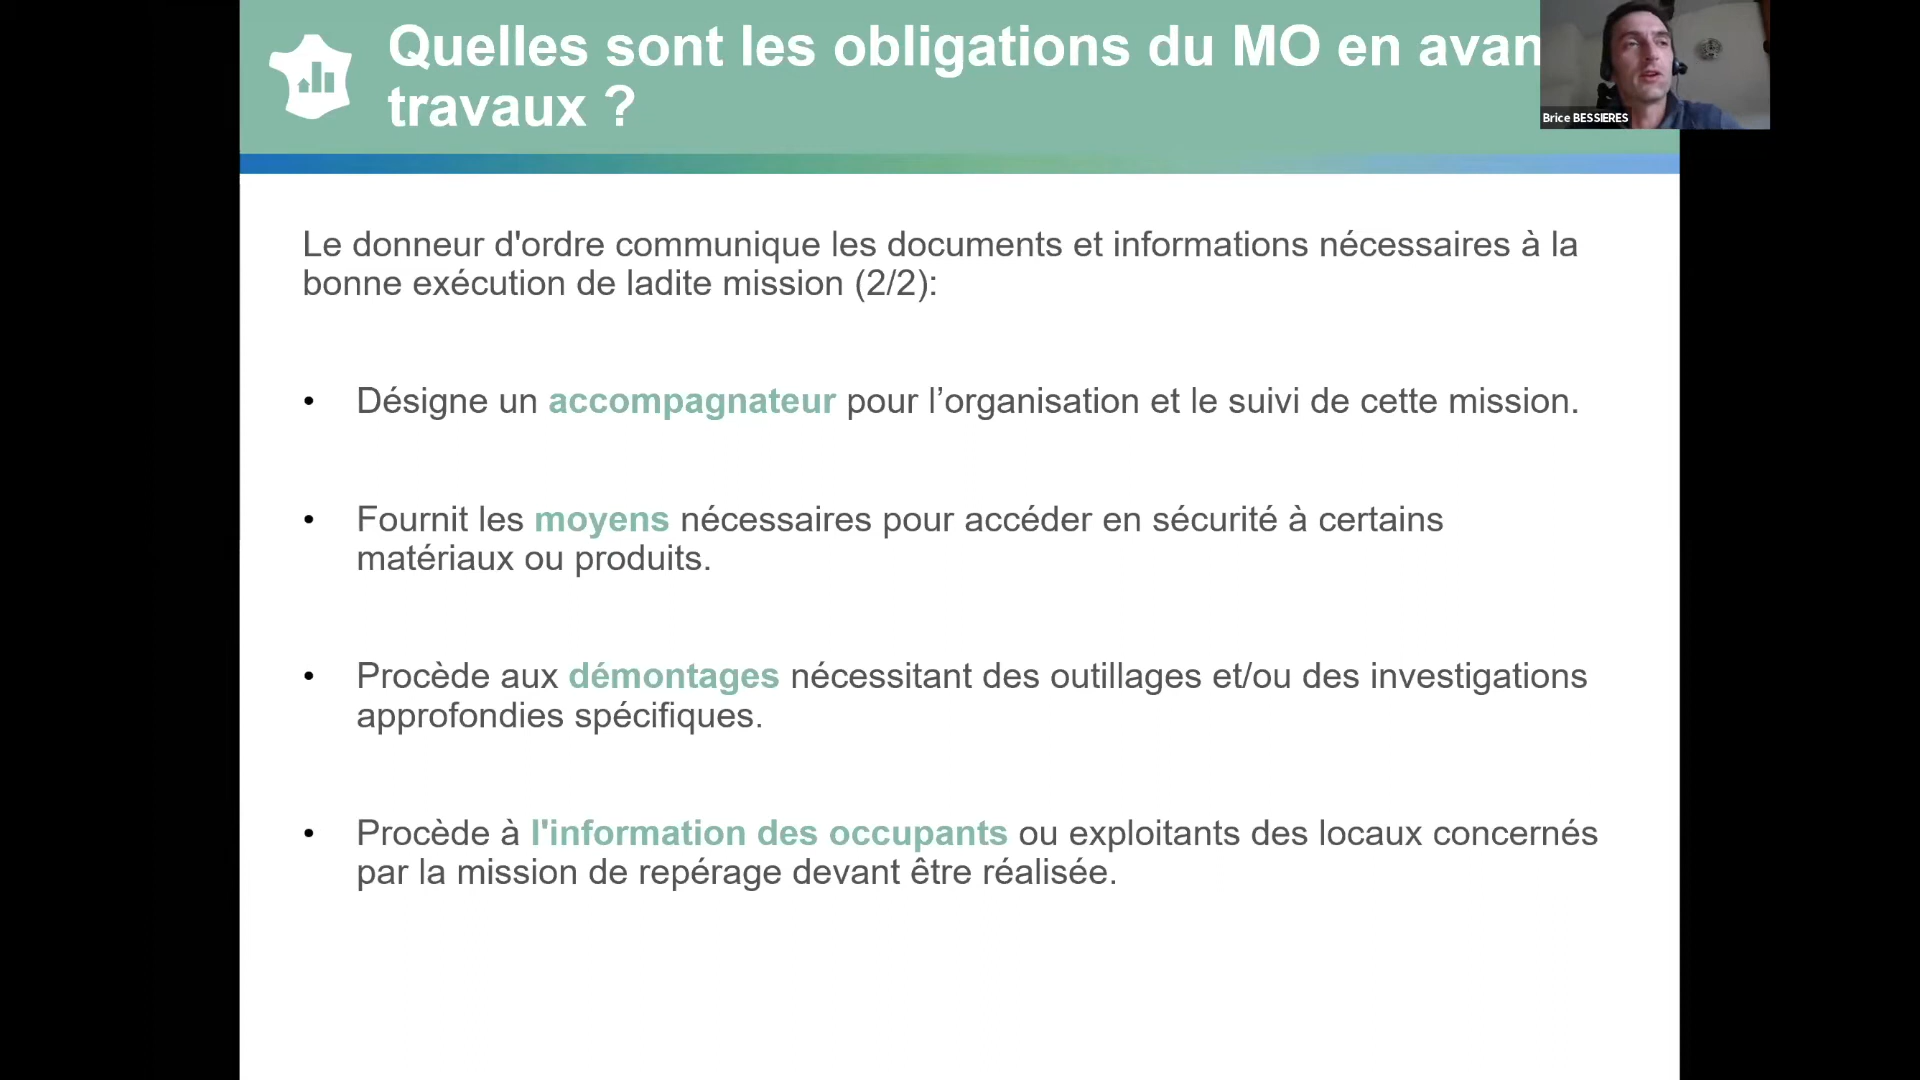 Quelles sont les obligations du MO en avan
travaux ?
Brice BESSIERES
Le donneur d'ordre communique les documents et informations nécessaires à la
bonne exécution de ladite mission (2/2):
• Désigne un accompagnateur pour l’organisation et le suivi de cette mission.
• Fournit les moyens nécessaires pour accéder en sécurité à certains
matériaux ou produits.
• Procède aux démontages nécessitant des outillages et/ou des investigations
approfondies spécifiques.
• Procède à l'information des occupants ou exploitants des locaux concernés
par la mission de repérage devant être réalisée.